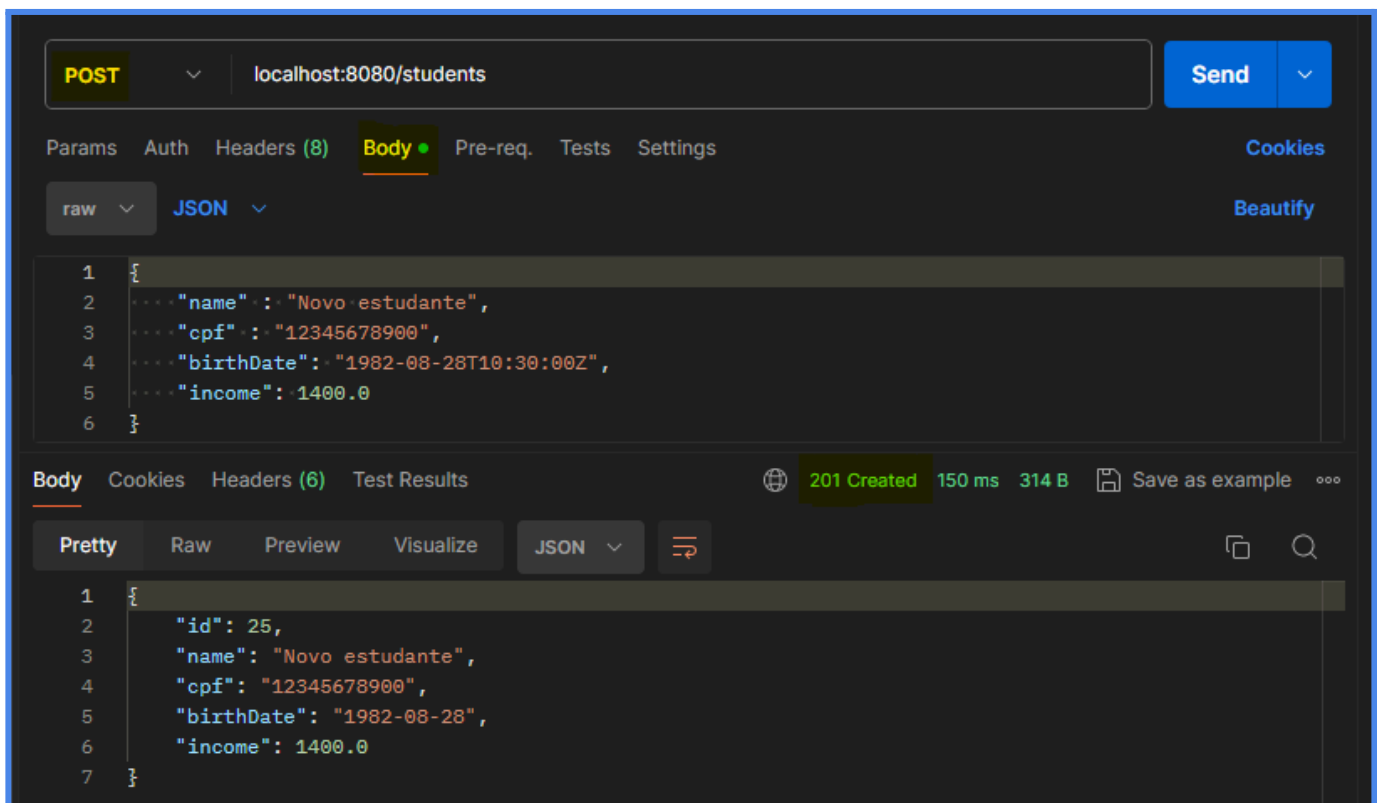 POST localhost:8080/students Send
Params Auth Headers (8) Body Pre-req. Tests Settings Cookies
raw JSON Beautify
1 {
2 "name" : "Novo estudante",
3 "cpf" : "12345678900",
4 "birthDate": "1982-08-28T10:30:00Z",
5 "income": 1400.0
6 }
Body Cookies Headers (6) Test Results 201 Created 150 ms 314 B Save as example
Pretty Raw Preview Visualize JSON
1 {
2 "id": 25,
3 "name": "Novo estudante",
4 "cpf": "12345678900",
5 "birthDate": "1982-08-28",
6 "income": 1400.0
7 }